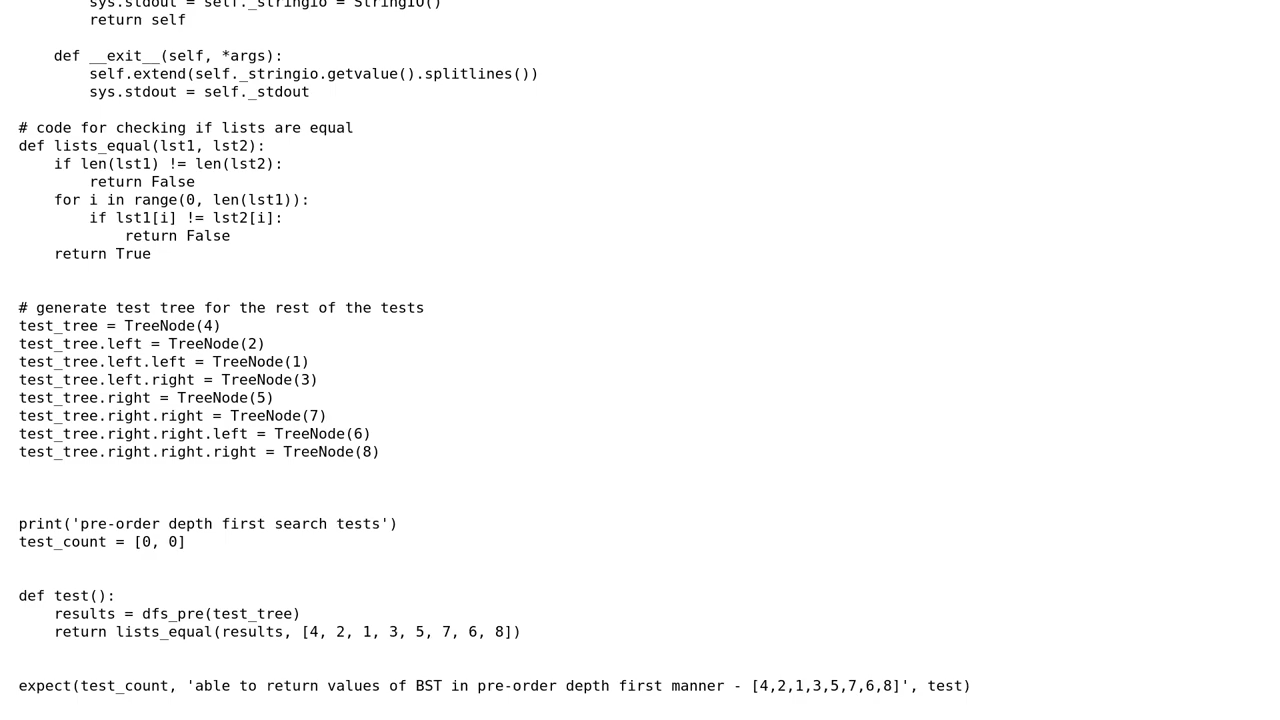 sys.stdout = self._stringio = StringIO()
        return self

    def __exit__(self, *args):
        self.extend(self._stringio.getvalue().splitlines())
        sys.stdout = self._stdout

# code for checking if lists are equal
def lists_equal(lst1, lst2):
    if len(lst1) != len(lst2):
        return False
    for i in range(0, len(lst1)):
        if lst1[i] != lst2[i]:
            return False
    return True


# generate test tree for the rest of the tests
test_tree = TreeNode(4)
test_tree.left = TreeNode(2)
test_tree.left.left = TreeNode(1)
test_tree.left.right = TreeNode(3)
test_tree.right = TreeNode(5)
test_tree.right.right = TreeNode(7)
test_tree.right.right.left = TreeNode(6)
test_tree.right.right.right = TreeNode(8)



print('pre-order depth first search tests')
test_count = [0, 0]


def test():
    results = dfs_pre(test_tree)
    return lists_equal(results, [4, 2, 1, 3, 5, 7, 6, 8])


expect(test_count, 'able to return values of BST in pre-order depth first manner - [4,2,1,3,5,7,6,8]', test)